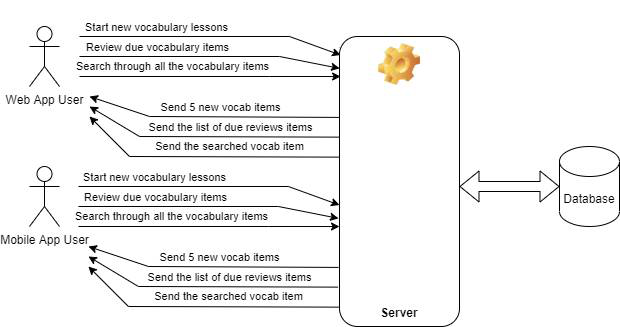 Start new vocabulary lessons
Review due vocabulary items
Search through all the vocabulary items
Web App User
Send 5 new vocab items
Send the list of due reviews items
Send the searched vocab item
Start new vocabulary lessons
Review due vocabulary items
Search through all the vocabulary items
Mobile App User
Send 5 new vocab items
Send the list of due reviews items
Send the searched vocab item
Server
Database